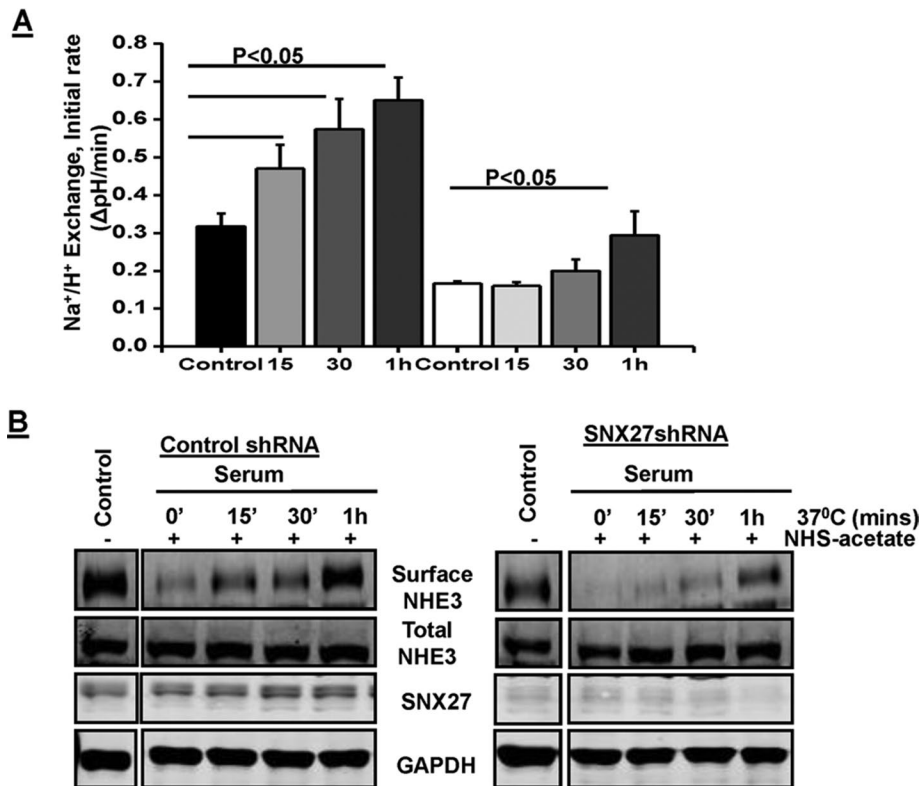 A
Na⁺/H⁺ Exchange, Initial rate
(ΔpH/min)
0.8
0.7
0.6
0.5
0.4
0.3
0.2
0.1
0.0
P<0.05
P<0.05
Control 15 30 1h Control 15 30 1h
B
Control shRNA
SNX27shRNA
Control
Serum
Control
Serum
0' 15' 30' 1h
0' 15' 30' 1h 37⁰C (mins)
- + + + +
- + + + + NHS-acetate
Surface
NHE3
Total
NHE3
SNX27
GAPDH